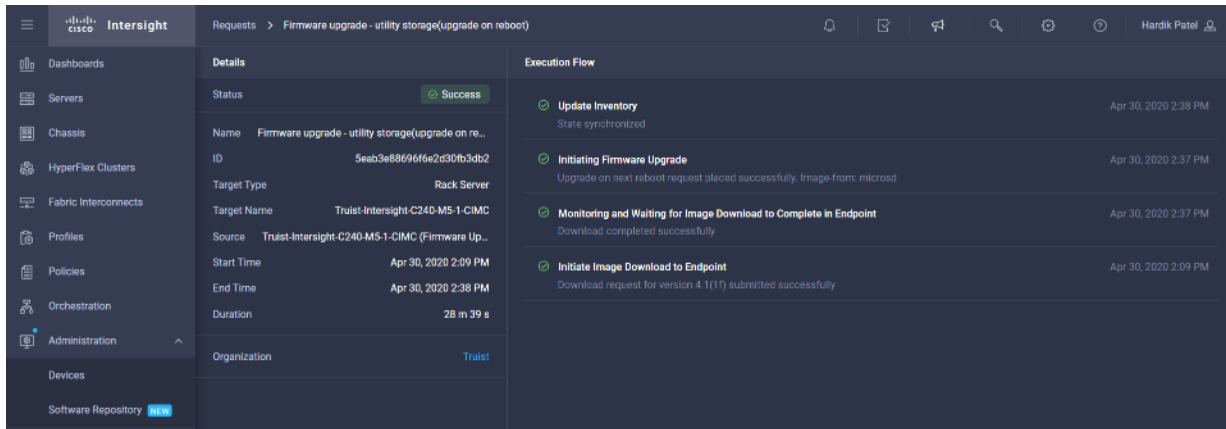 cisco Intersight
Requests > Firmware upgrade - utility storage(upgrade on reboot)
Hardik Patel
Dashboards
Servers
Chassis
HyperFlex Clusters
Fabric Interconnects
Profiles
Policies
Orchestration
Administration
Devices
Software Repository NEW
Details
Status Success
Name Firmware upgrade - utility storage(upgrade on re...
ID 5eab3e88696f6e2d30fb3db2
Target Type Rack Server
Target Name Truist-Intersight-C240-M5-1-CIMC
Source Truist-Intersight-C240-M5-1-CIMC (Firmware Up...
Start Time Apr 30, 2020 2:09 PM
End Time Apr 30, 2020 2:38 PM
Duration 28 m 39 s
Organization Truist
Execution Flow
Update Inventory Apr 30, 2020 2:38 PM
State synchronized
Initiating Firmware Upgrade Apr 30, 2020 2:37 PM
Upgrade on next reboot request placed successfully. Image-from: microsd
Monitoring and Waiting for Image Download to Complete in Endpoint Apr 30, 2020 2:37 PM
Download completed successfully
Initiate Image Download to Endpoint Apr 30, 2020 2:09 PM
Download request for version 4.1(1f) submitted successfully